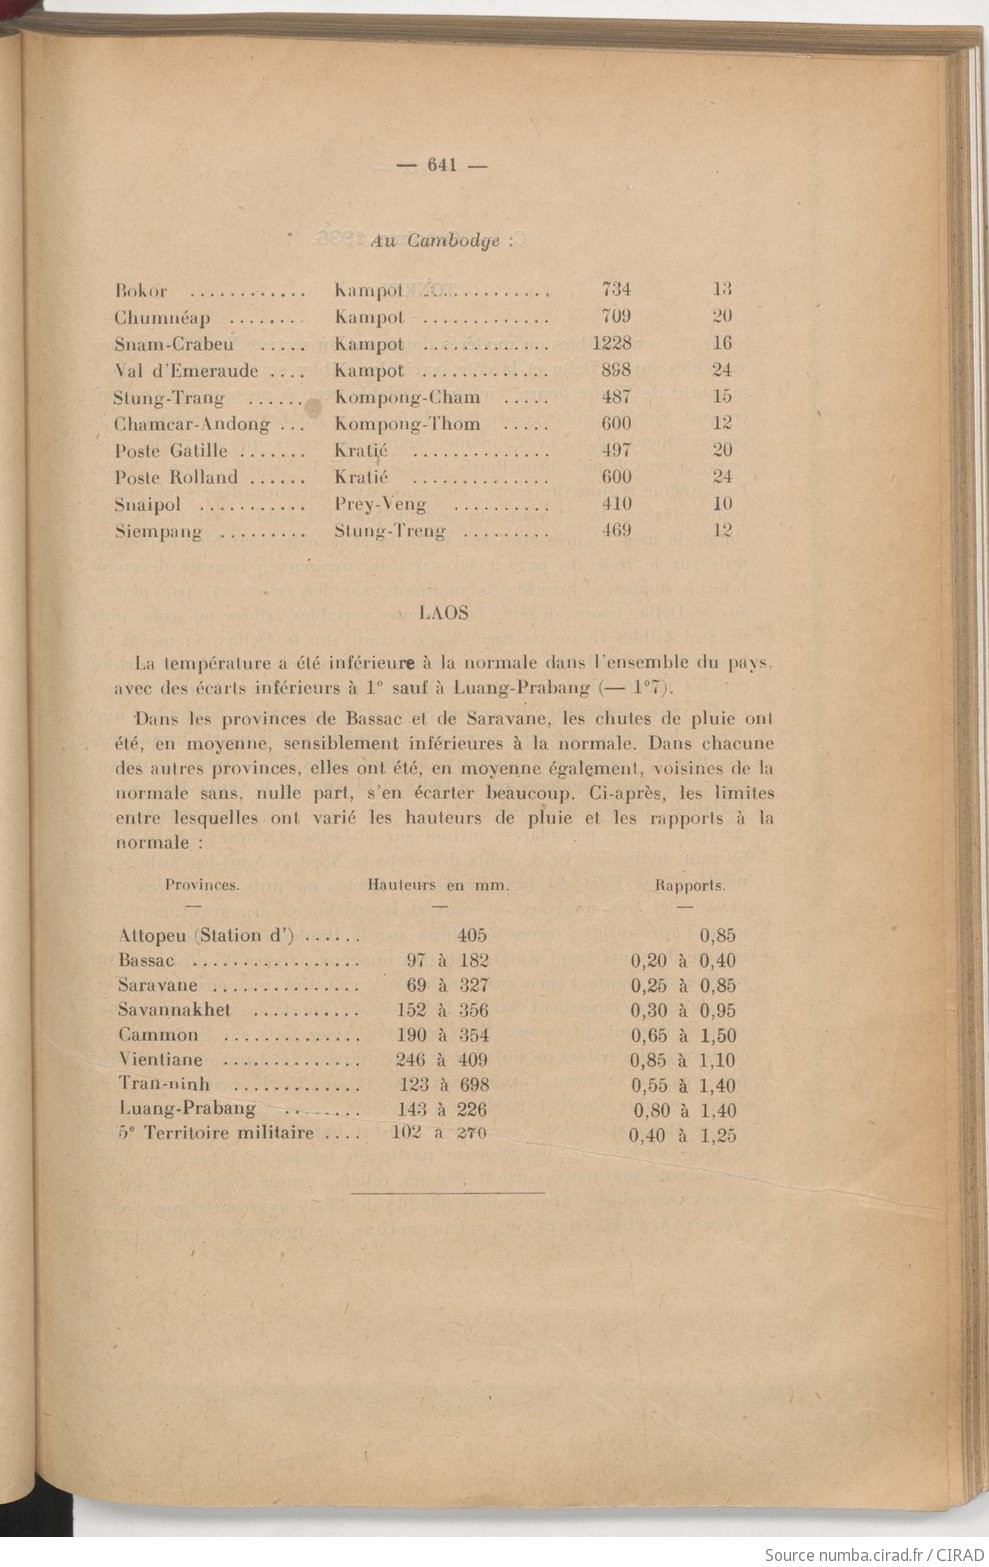 — 641 —
Au Cambodge :
Bokor ............ Kampot ............. 734 13
Chumnéap ........ Kampot ............. 709 20
Snam-Crabeu ..... Kampot ............. 1228 16
Val d'Emeraude .... Kampot ............. 898 24
Stung-Trang ...... Kompong-Cham ..... 487 15
Chamcar-Andong ... Kompong-Thom ..... 600 12
Poste Gatille ....... Kratié .............. 497 20
Poste Rolland ...... Kratié .............. 600 24
Snaipol ........... Prey-Veng .......... 410 10
Siempang ......... Stung-Treng ......... 469 12
LAOS
La température a été inférieure à la normale dans l'ensemble du pays,
avec des écarts inférieurs à 1° sauf à Luang-Prabang (— 1°7).
Dans les provinces de Bassac et de Saravane, les chutes de pluie ont
été, en moyenne, sensiblement inférieures à la normale. Dans chacune
des autres provinces, elles ont été, en moyenne également, voisines de la
normale sans, nulle part, s'en écarter beaucoup. Ci-après, les limites
entre lesquelles ont varié les hauteurs de pluie et les rapports à la
normale :
Provinces. Hauteurs en mm. Rapports.
— — —
Attopeu (Station d') ...... 405 0,85
Bassac ................. 97 à 182 0,20 à 0,40
Saravane ............... 69 à 327 0,25 à 0,85
Savannakhet ........... 152 à 356 0,30 à 0,95
Cammon .............. 190 à 354 0,65 à 1,50
Vientiane .............. 246 à 409 0,85 à 1,10
Tran-ninh ............. 123 à 698 0,55 à 1,40
Luang-Prabang ........ 143 à 226 0,80 à 1,40
5e Territoire militaire .... 102 à 270 0,40 à 1,25
Source numba.cirad.fr / CIRAD